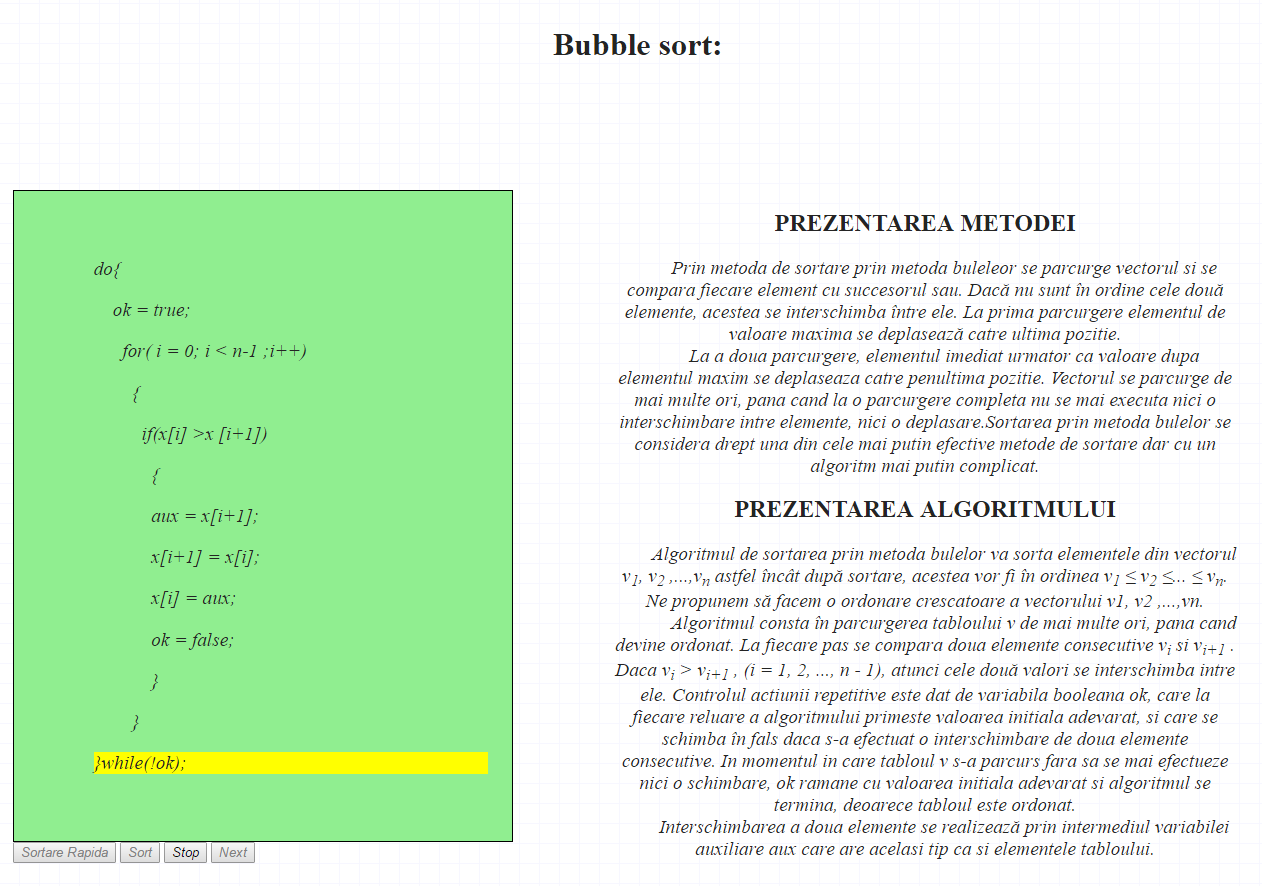 Bubble sort:
do{
ok = true;
for( i = 0; i < n-1 ;i++)
{
if(x[i] >x [i+1])
{
aux = x[i+1];
x[i+1] = x[i];
x[i] = aux;
ok = false;
}
}
}while(!ok);
Sortare Rapida Sort Stop Next
PREZENTAREA METODEI
Prin metoda de sortare prin metoda buleleor se parcurge vectorul si se
compara fiecare element cu succesorul sau. Dacă nu sunt în ordine cele două
elemente, acestea se interschimba între ele. La prima parcurgere elementul de
valoare maxima se deplasează catre ultima pozitie.
La a doua parcurgere, elementul imediat urmator ca valoare dupa
elementul maxim se deplaseaza catre penultima pozitie. Vectorul se parcurge de
mai multe ori, pana cand la o parcurgere completa nu se mai executa nici o
interschimbare intre elemente, nici o deplasare.Sortarea prin metoda bulelor se
considera drept una din cele mai putin efective metode de sortare dar cu un
algoritm mai putin complicat.
PREZENTAREA ALGORITMULUI
Algoritmul de sortarea prin metoda bulelor va sorta elementele din vectorul
v1, v2 ,...,vn astfel încât după sortare, acestea vor fi în ordinea v1 ≤ v2 ≤... ≤ vn.
Ne propunem să facem o ordonare crescatoare a vectorului v1, v2 ,...,vn.
Algoritmul consta în parcurgerea tabloului v de mai multe ori, pana cand
devine ordonat. La fiecare pas se compara doua elemente consecutive vi si vi+1 .
Daca vi > vi+1 , (i = 1, 2, ..., n - 1), atunci cele două valori se interschimba intre
ele. Controlul actiunii repetitive este dat de variabila booleana ok, care la
fiecare reluare a algoritmului primeste valoarea initiala adevarat, si care se
schimba în fals daca s-a efectuat o interschimbare de doua elemente
consecutive. In momentul in care tabloul v s-a parcurs fara sa se mai efectueze
nici o schimbare, ok ramane cu valoarea initiala adevarat si algoritmul se
termina, deoarece tabloul este ordonat.
Interschimbarea a doua elemente se realizează prin intermediul variabilei
auxiliare aux care are acelasi tip ca si elementele tabloului.